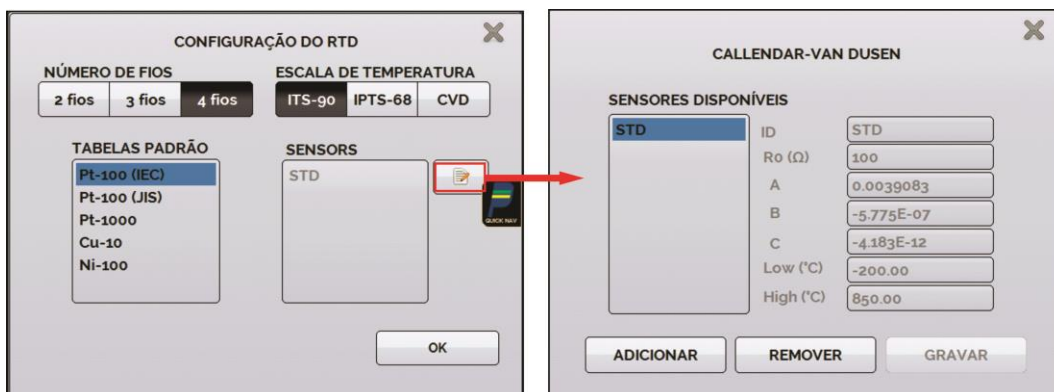 CONFIGURAÇÃO DO RTD
NÚMERO DE FIOS
2 fios 3 fios 4 fios
ESCALA DE TEMPERATURA
ITS-90 IPTS-68 CVD
TABELAS PADRÃO
Pt-100 (IEC)
Pt-100 (JIS)
Pt-1000
Cu-10
Ni-100
SENSORS
STD
QUICK NAV
OK
CALLENDAR-VAN DUSEN
SENSORES DISPONÍVEIS
STD
ID STD
Ro (Ω) 100
A 0.0039083
B -5.775E-07
C -4.183E-12
Low (°C) -200.00
High (°C) 850.00
ADICIONAR REMOVER GRAVAR